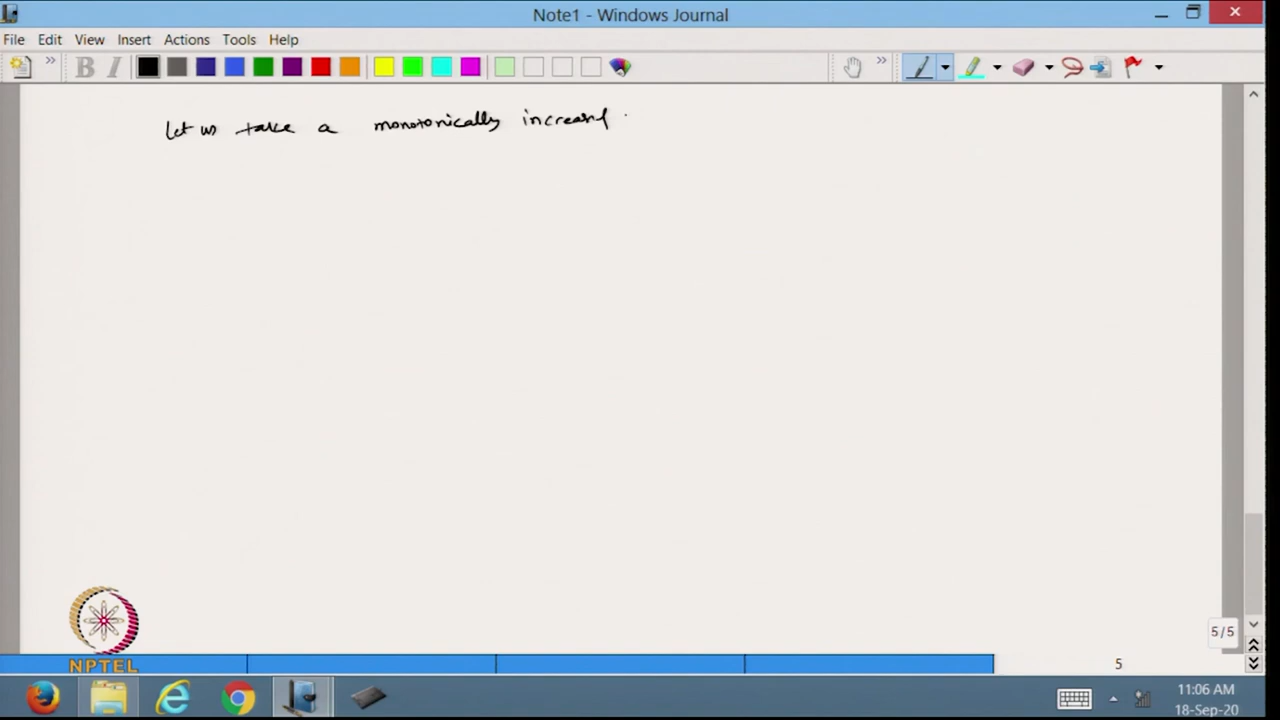 Note1 - Windows Journal
File Edit View Insert Actions Tools Help
B I
Let us take a monotonically increasing
5/5
NPTEL
5
11:06 AM
18-Sep-20